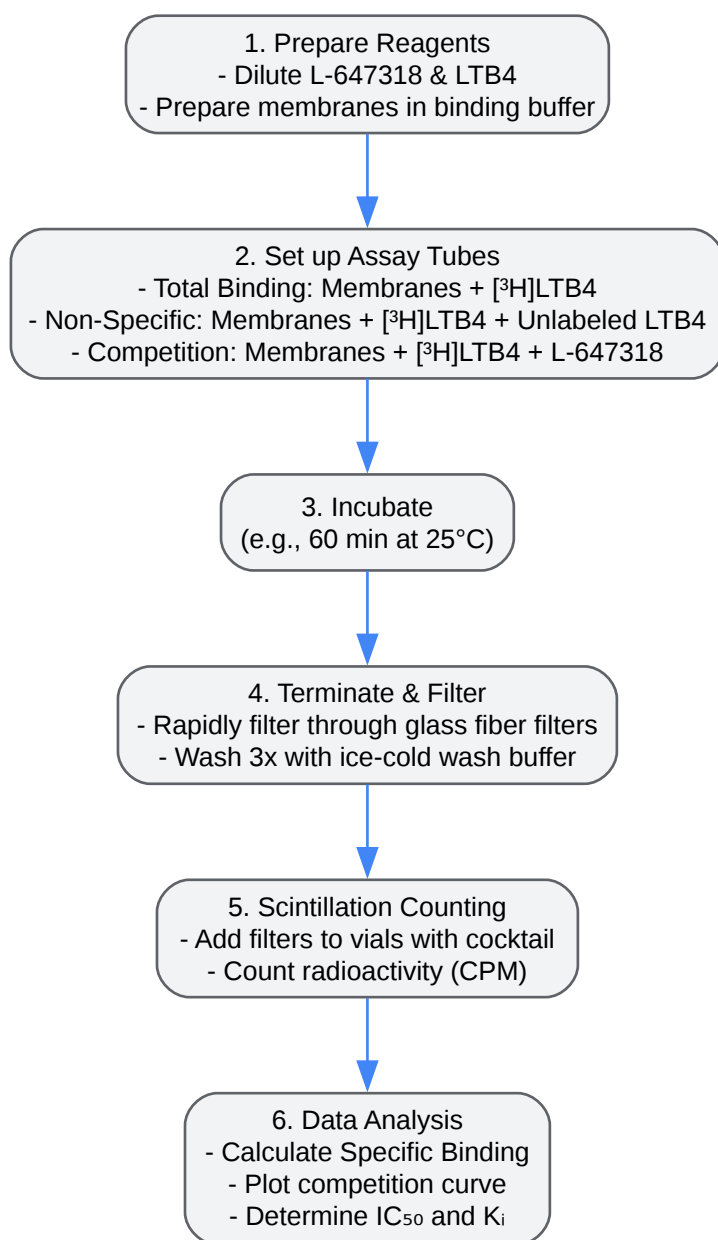 1. Prepare Reagents
- Dilute L-647318 & LTB4
- Prepare membranes in binding buffer
2. Set up Assay Tubes
- Total Binding: Membranes + [³H]LTB4
- Non-Specific: Membranes + [³H]LTB4 + Unlabeled LTB4
- Competition: Membranes + [³H]LTB4 + L-647318
3. Incubate
(e.g., 60 min at 25°C)
4. Terminate & Filter
- Rapidly filter through glass fiber filters
- Wash 3x with ice-cold wash buffer
5. Scintillation Counting
- Add filters to vials with cocktail
- Count radioactivity (CPM)
6. Data Analysis
- Calculate Specific Binding
- Plot competition curve
- Determine IC₅₀ and Kᵢ